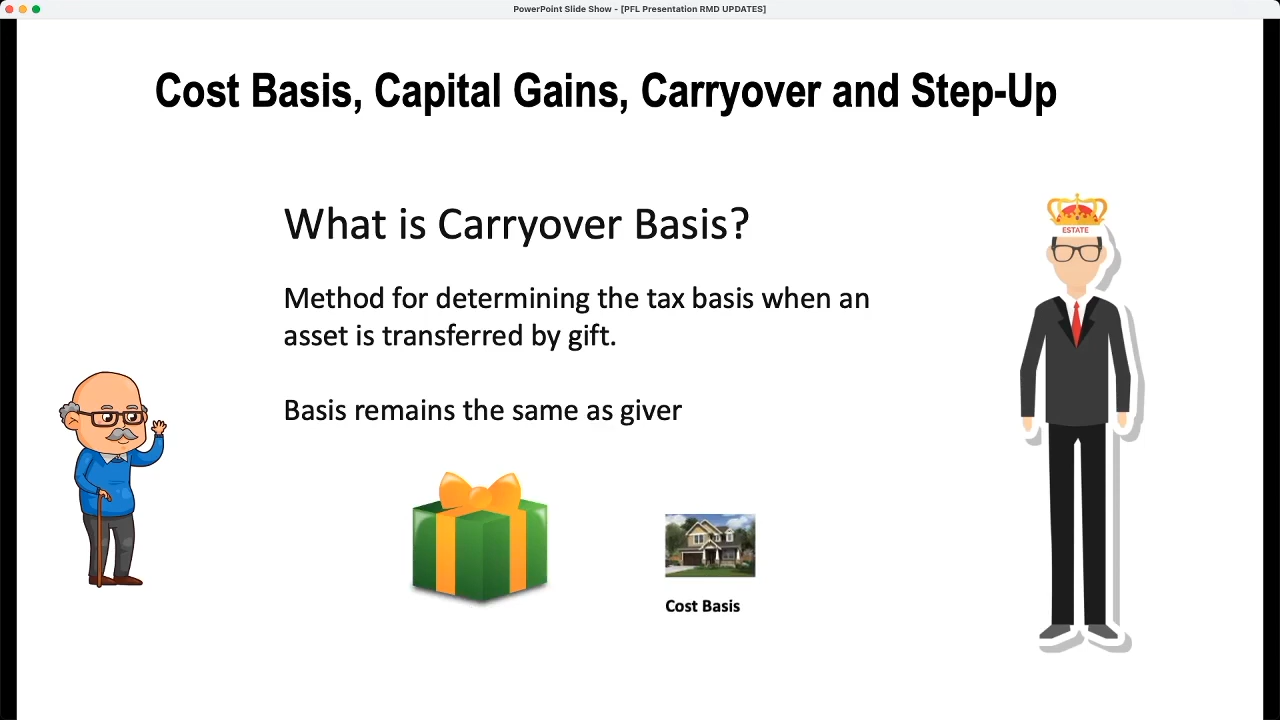 PowerPoint Slide Show - [PFL Presentation RMD UPDATES]
Cost Basis, Capital Gains, Carryover and Step-Up
What is Carryover Basis?
ESTATE
Method for determining the tax basis when an
asset is transferred by gift.
Basis remains the same as giver
Cost Basis